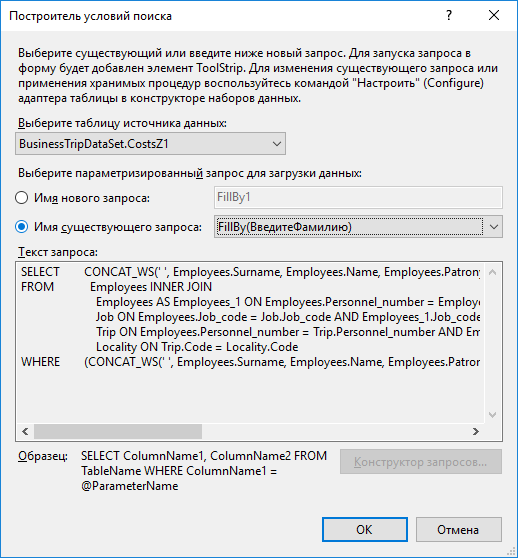 Построитель условий поиска
Выберите существующий или введите ниже новый запрос. Для запуска запроса в
форму будет добавлен элемент ToolStrip. Для изменения существующего запроса или
применения хранимых процедур воспользуйтесь командой "Настроить" (Configure)
адаптера таблицы в конструкторе наборов данных.
Выберите таблицу источника данных:
BusinessTripDataSet.CostsZ1
Выберите параметризированный запрос для загрузки данных:
Имя нового запроса: FillBy1
Имя существующего запроса: FillBy(ВведитеФамилию)
Текст запроса:
SELECT CONCAT_WS(' ', Employees.Surname, Employees.Name, Employees.Patrony
FROM Employees INNER JOIN
Employees AS Employees_1 ON Employees.Personnel_number = Employe
Job ON Employees.Job_code = Job.Job_code AND Employees_1.Job_code
Trip ON Employees.Personnel_number = Trip.Personnel_number AND Em
Locality ON Trip.Code = Locality.Code
WHERE (CONCAT_WS(' ', Employees.Surname, Employees.Name, Employees.Patron
Образец: SELECT ColumnName1, ColumnName2 FROM
TableName WHERE ColumnName1 =
@ParameterName
Конструктор запросов...
ОК
Отмена